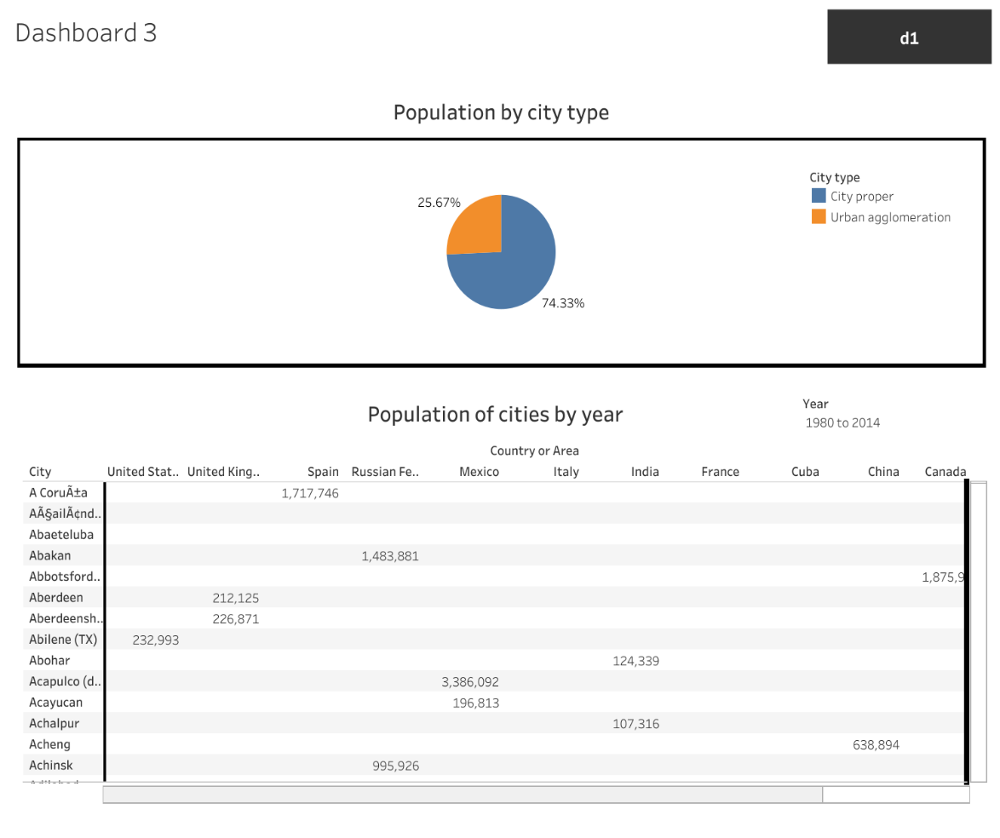 Dashboard 3
d1
Population by city type
City type
City proper
Urban agglomeration
25.67%
74.33%
Population of cities by year
Year
1980 to 2014
Country or Area
City United Stat.. United King.. Spain Russian Fe.. Mexico Italy India France Cuba China Canada
A CoruÃ±a 1,717,746
AÃ§ailÃ¢nd..
Abaeteluba
Abakan 1,483,881
Abbotsford.. 1,875,9
Aberdeen 212,125
Aberdeensh.. 226,871
Abilene (TX) 232,993
Abohar 124,339
Acapulco (d.. 3,386,092
Acayucan 196,813
Achalpur 107,316
Acheng 638,894
Achinsk 995,926